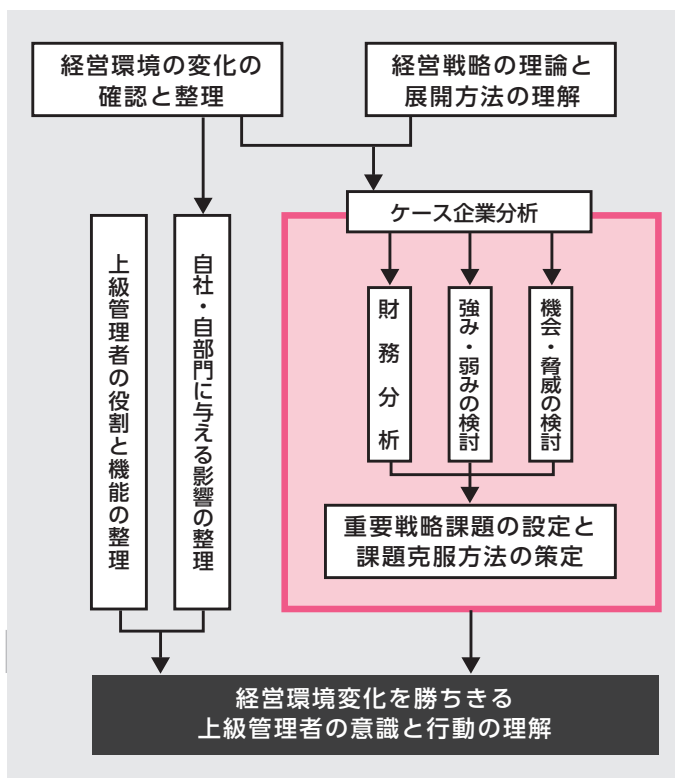 経営環境の変化の
確認と整理
経営戦略の理論と
展開方法の理解
ケース企業分析
上級管理者の役割と機能の整理
自社・自部門に与える影響の整理
財務分析
強み・弱みの検討
機会・脅威の検討
重要戦略課題の設定と
課題克服方法の策定
経営環境変化を勝ちきる
上級管理者の意識と行動の理解